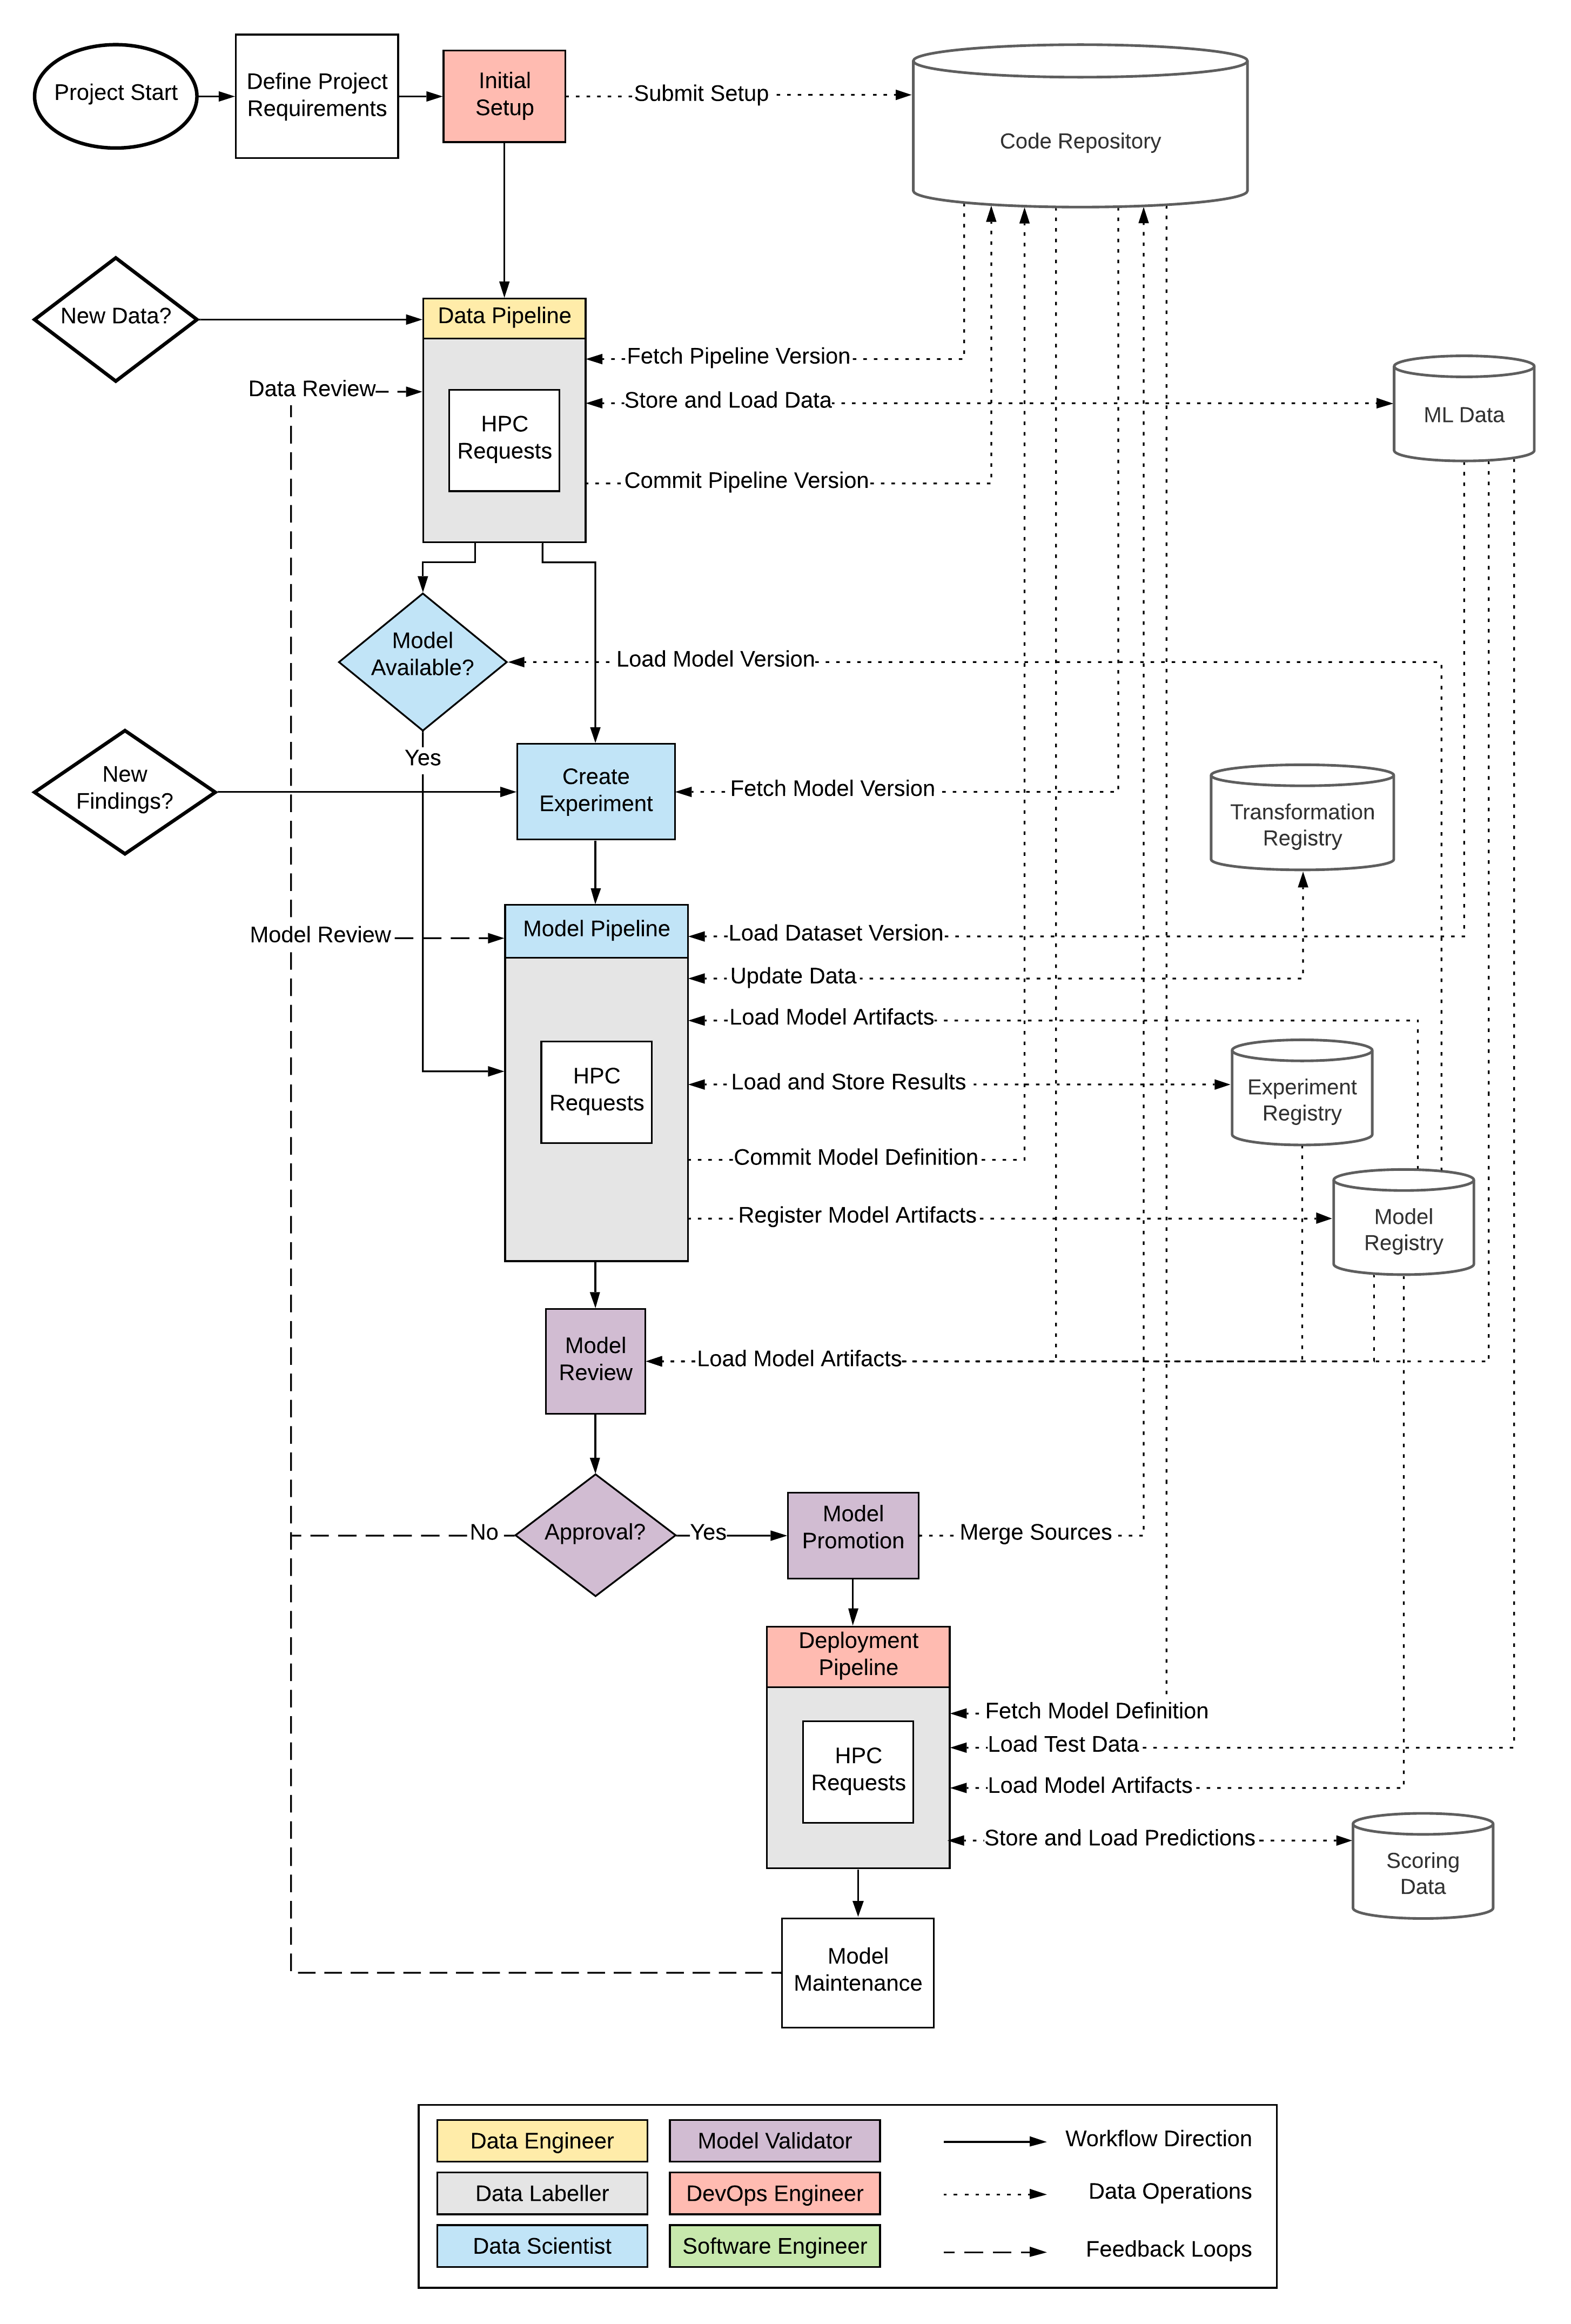 Project Start
Define Project
Requirements
Initial
Setup
Submit Setup
Code Repository
New Data?
Data Pipeline
Fetch Pipeline Version
Data Review
Store and Load Data
ML Data
HPC
Requests
Commit Pipeline Version
Model
Available?
Load Model Version
Yes
New
Findings?
Create
Experiment
Fetch Model Version
Transformation
Registry
Model Review
Model Pipeline
Load Dataset Version
Update Data
Load Model Artifacts
HPC
Requests
Load and Store Results
Experiment
Registry
Commit Model Definition
Register Model Artifacts
Model
Registry
Model
Review
Load Model Artifacts
No
Approval?
Yes
Model
Promotion
Merge Sources
Deployment
Pipeline
Fetch Model Definition
Load Test Data
HPC
Requests
Load Model Artifacts
Store and Load Predictions
Scoring
Data
Model
Maintenance
Data Engineer
Model Validator
Workflow Direction
Data Labeller
DevOps Engineer
Data Operations
Data Scientist
Software Engineer
Feedback Loops